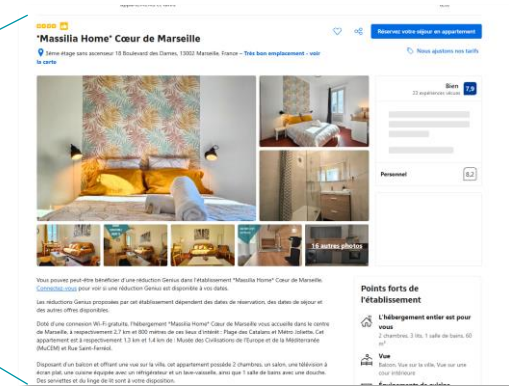 *Massilia Home* Cœur de Marseille
Réservez votre séjour en appartement
3ème étage sans ascenseur 18 Boulevard des Dames, 13002 Marseille, France – Très bon emplacement - voir
la carte
Nous ajustons nos tarifs
Bien
7,9
22 expériences vécues
Personnel
8,2
16 autres photos
Vous pouvez peut-être bénéficier d'une réduction Genius dans l'établissement *Massilia Home* Cœur de Marseille.
Connectez-vous pour voir si une réduction Genius est disponible à vos dates.
Les réductions Genius proposées par cet établissement dépendent des dates de réservation, des dates de séjour et
des autres offres disponibles.
Doté d'une connexion Wi-Fi gratuite, l'hébergement *Massilia Home* Cœur de Marseille vous accueille dans le centre
de Marseille, à respectivement 2,7 km et 800 mètres de ces lieux d'intérêt : Plage des Catalans et Métro Joliette. Cet
appartement est à respectivement 1.3 km et 1.4 km de : Musée des Civilisations de l'Europe et de la Méditerranée
(MuCEM) et Rue Saint-Ferréol.
Disposant d'un balcon et offrant une vue sur la ville, cet appartement possède 2 chambres, un salon, une télévision à
écran plat, une cuisine équipée avec un réfrigérateur et un lave-vaisselle, ainsi que 1 salle de bains avec une douche.
Des serviettes et du linge de lit sont à votre disposition.
Points forts de
l'établissement
L'hébergement entier est pour
vous
2 chambres, 3 lits, 1 salle de bains, 60
m²
Vue
Balcon, Vue sur la ville, Vue sur une
cour intérieure